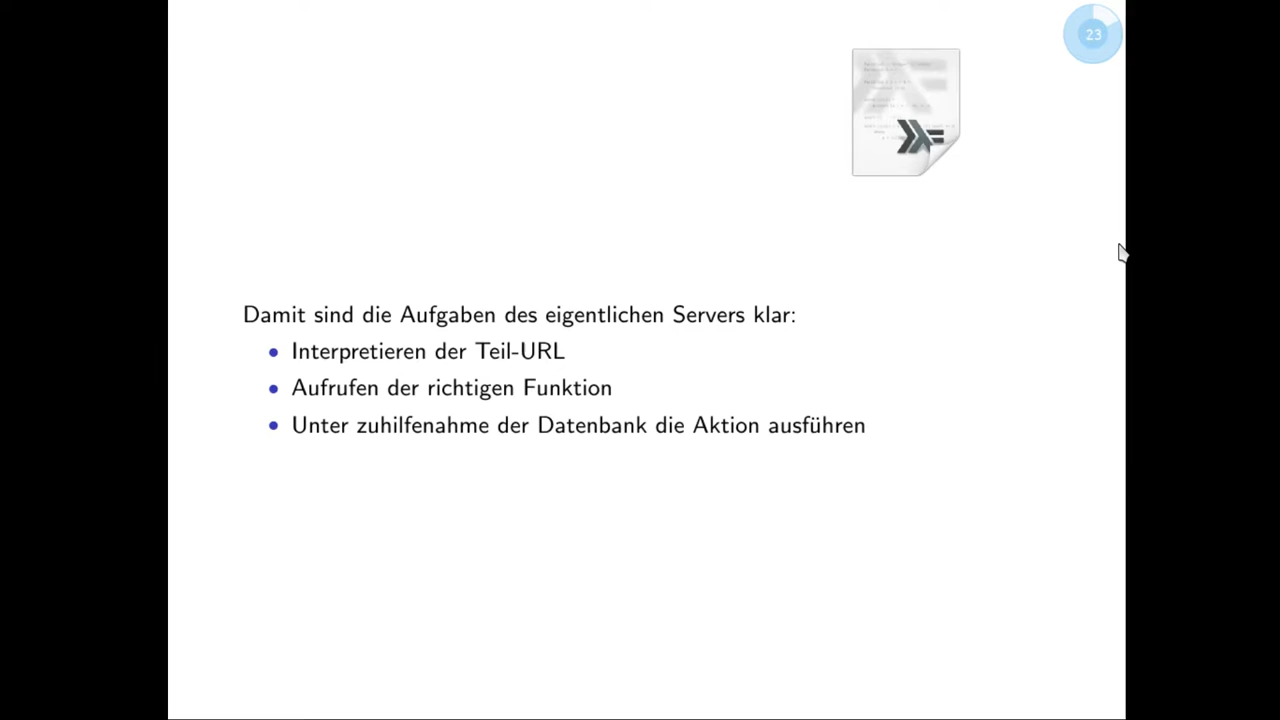 23
Damit sind die Aufgaben des eigentlichen Servers klar:
• Interpretieren der Teil-URL
• Aufrufen der richtigen Funktion
• Unter zuhilfenahme der Datenbank die Aktion ausführen